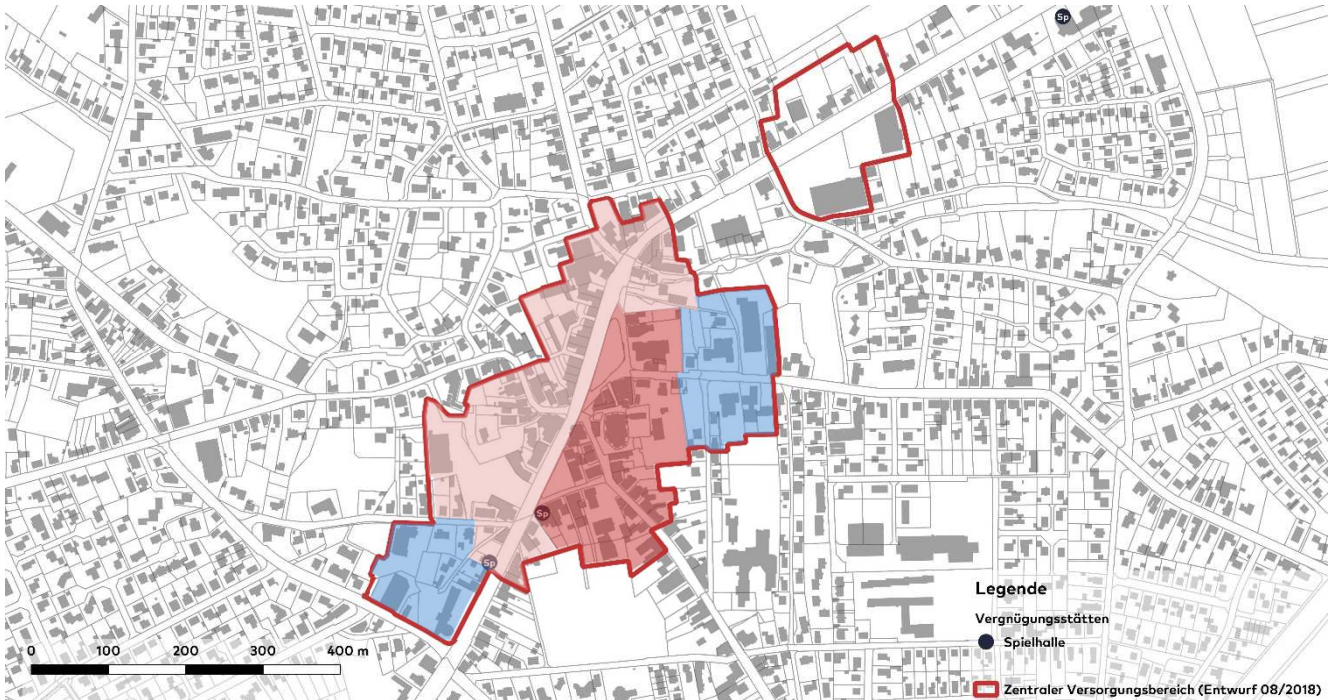 Sp
Sp
Sp
Legende
Vergnügungsstätten
Spielhalle
0 100 200 300 400 m
Zentraler Versorgungsbereich (Entwurf 08/2018)